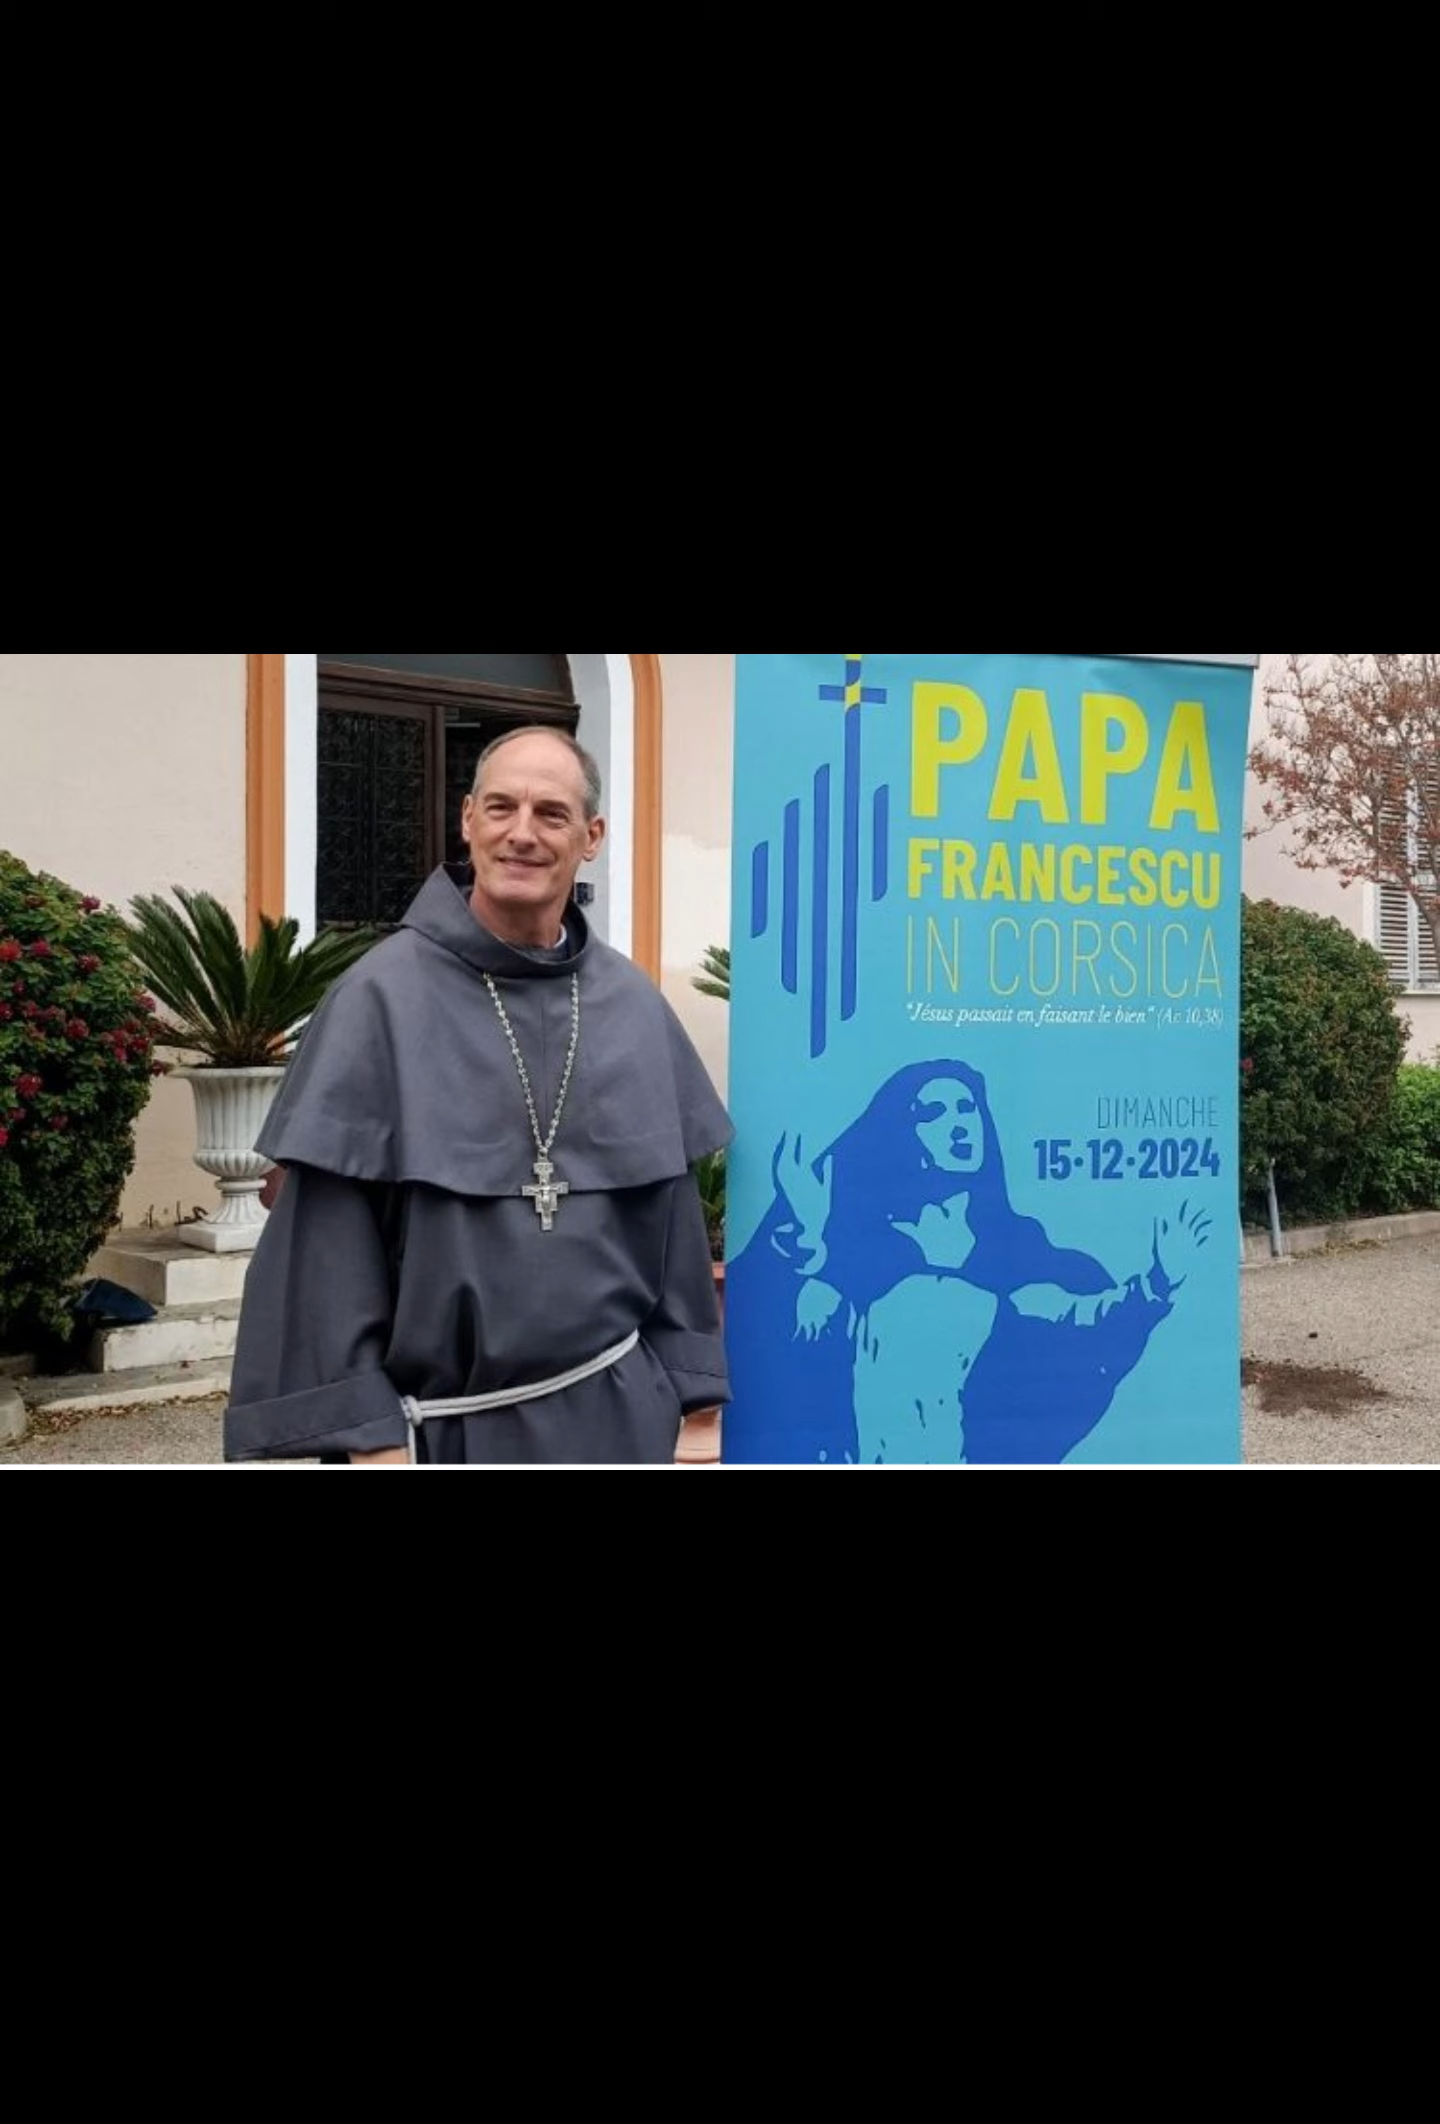 PAPA
FRANCESCU
IN CORSICA
"Jésus passait en faisant le bien" (Ac 10,38)
DIMANCHE
15·12·2024